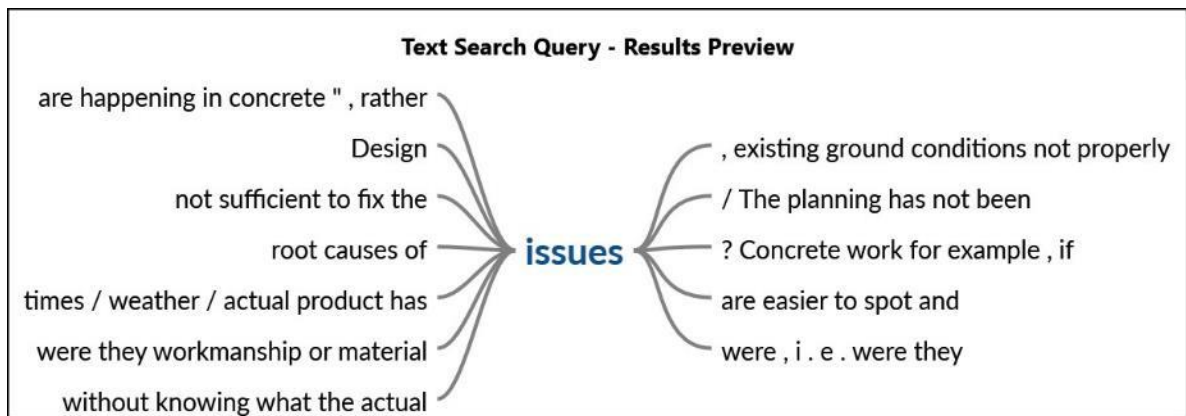 Text Search Query - Results Preview
are happening in concrete " , rather
Design
not sufficient to fix the
root causes of
times / weather / actual product has
were they workmanship or material
without knowing what the actual
issues
, existing ground conditions not properly
/ The planning has not been
? Concrete work for example , if
are easier to spot and
were , i . e . were they